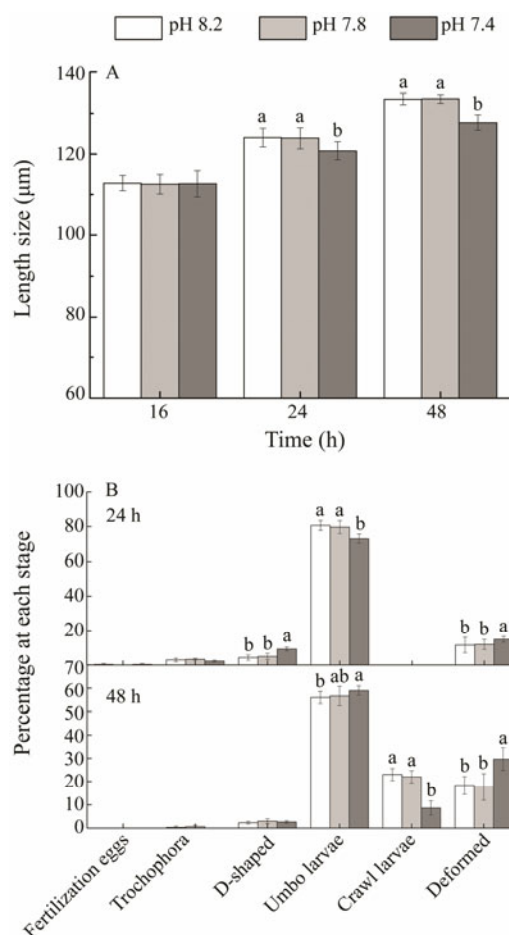 pH 8.2 pH 7.8 pH 7.4
A
140
120
100
80
60
Length size (μm)
a a b
a a b
16 24 48
Time (h)
B
24 h
100
80
60
40
20
Percentage at each stage
b b a
a a b
b b a
48 h
70
60
50
40
30
20
10
0
b ab a
a a b
b b a
Fertilization eggs
Trochophora
D-shaped
Umbo larvae
Crawl larvae
Deformed